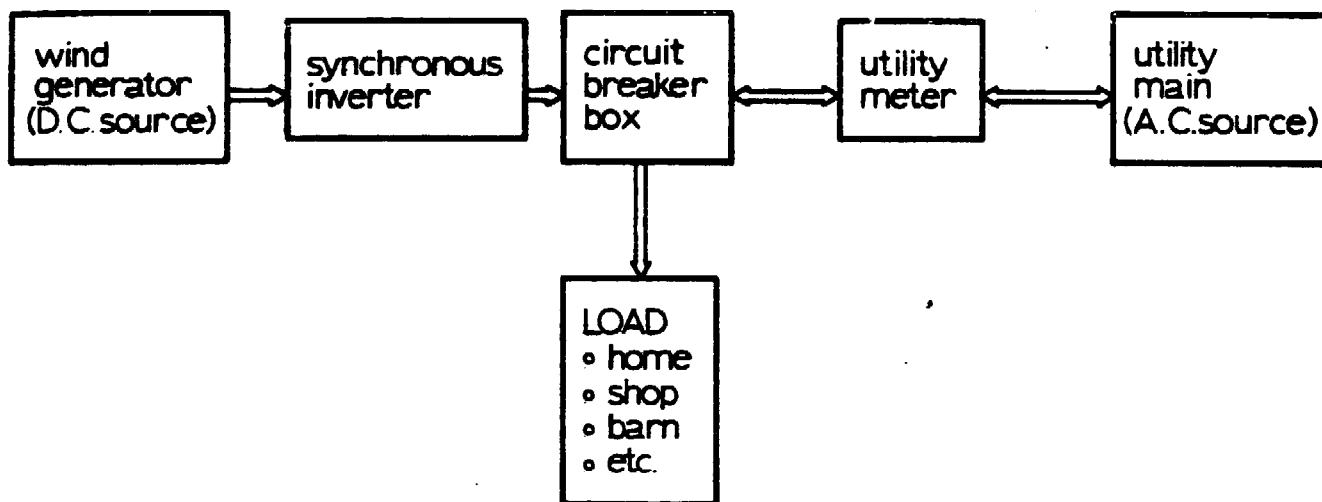 wind
generator
(D.C. source)
synchronous
inverter
circuit
breaker
box
utility
meter
utility
main
(A.C. source)
LOAD
∘ home
∘ shop
∘ barn
∘ etc.